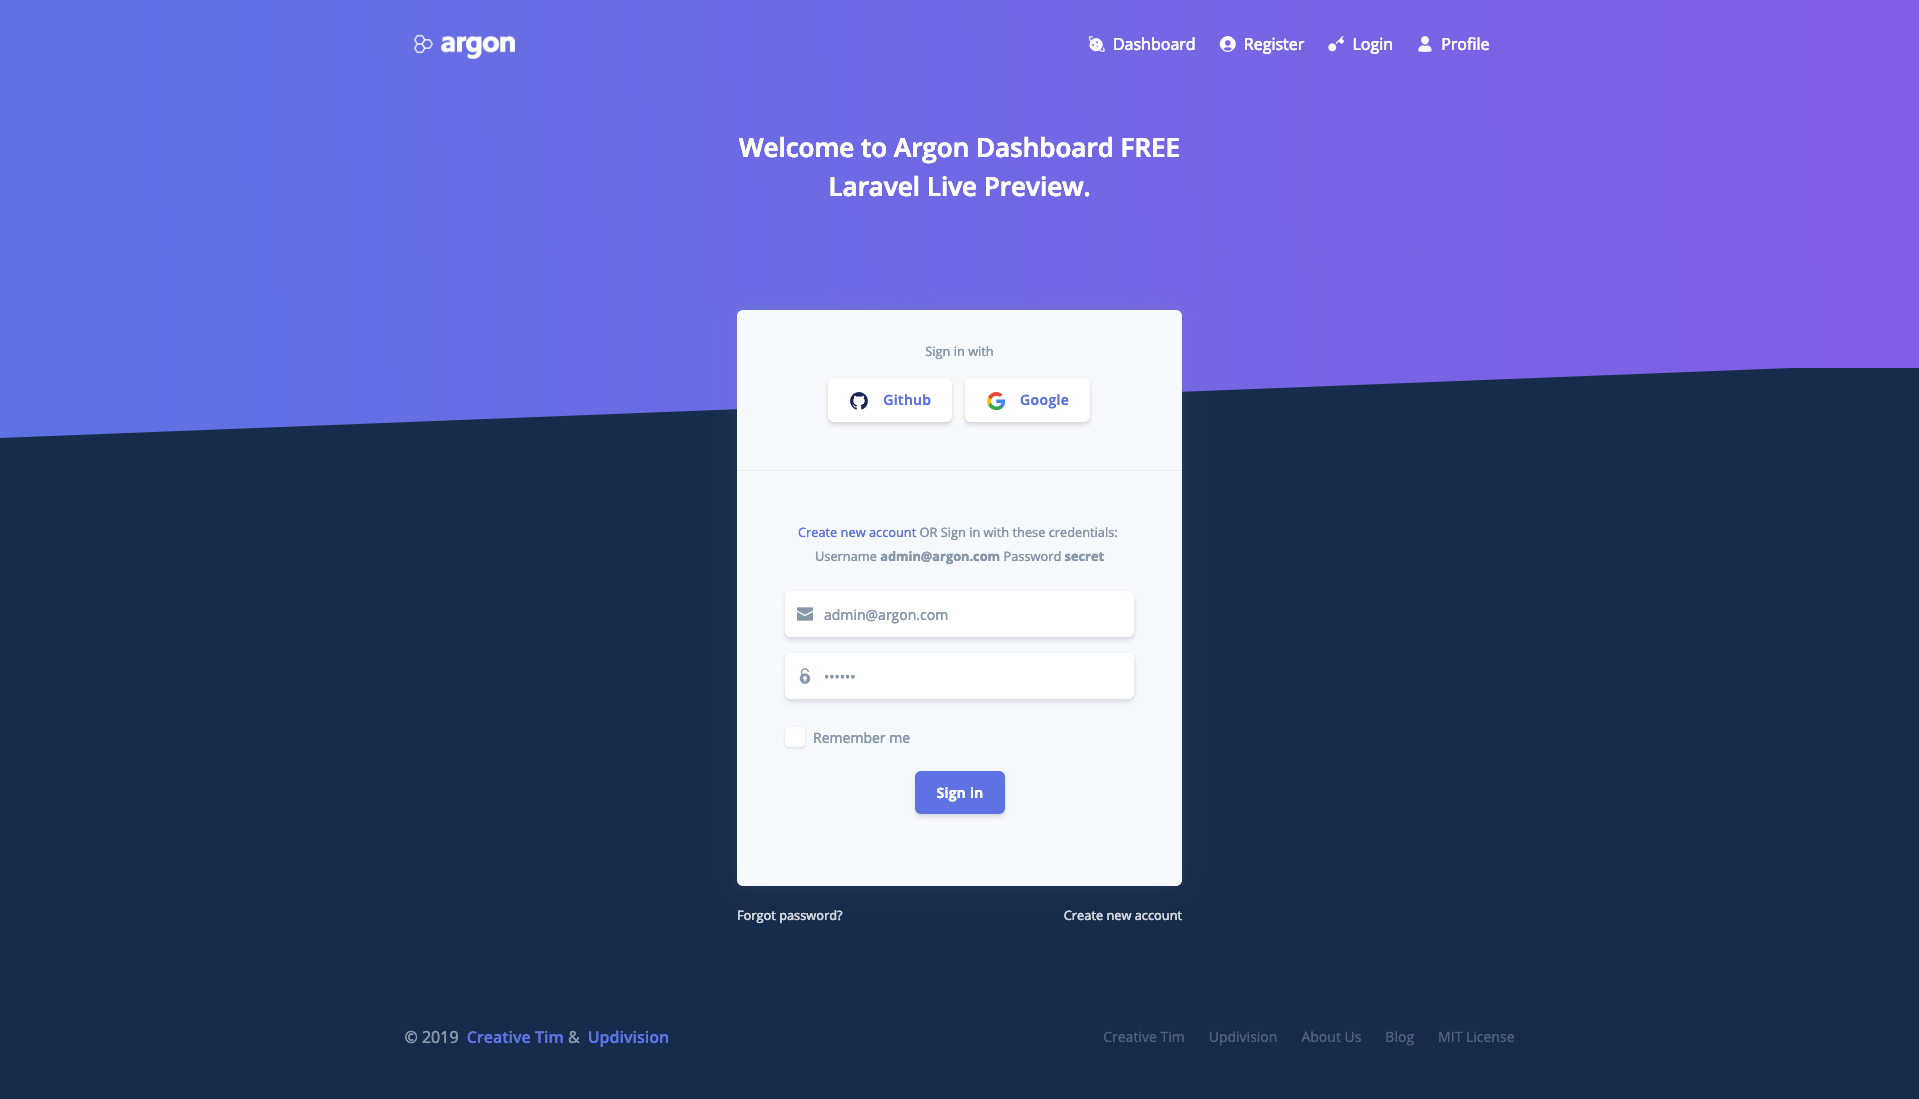 argon
Dashboard Register Login Profile
Welcome to Argon Dashboard FREE
Laravel Live Preview.
Sign in with
Github Google
Create new account OR Sign in with these credentials:
Username admin@argon.com Password secret
admin@argon.com
••••••
Remember me
Sign in
Forgot password? Create new account
© 2019 Creative Tim & Updivision
Creative Tim Updivision About Us Blog MIT License